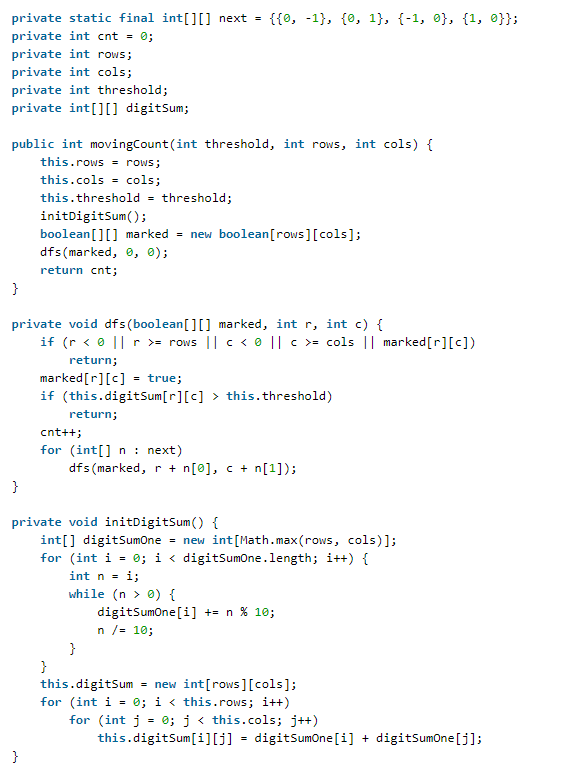 private static final int[][] next = {{0, -1}, {0, 1}, {-1, 0}, {1, 0}};
private int cnt = 0;
private int rows;
private int cols;
private int threshold;
private int[][] digitSum;

public int movingCount(int threshold, int rows, int cols) {
    this.rows = rows;
    this.cols = cols;
    this.threshold = threshold;
    initDigitSum();
    boolean[][] marked = new boolean[rows][cols];
    dfs(marked, 0, 0);
    return cnt;
}

private void dfs(boolean[][] marked, int r, int c) {
    if (r < 0 || r >= rows || c < 0 || c >= cols || marked[r][c])
        return;
    marked[r][c] = true;
    if (this.digitSum[r][c] > this.threshold)
        return;
    cnt++;
    for (int[] n : next)
        dfs(marked, r + n[0], c + n[1]);
}

private void initDigitSum() {
    int[] digitSumOne = new int[Math.max(rows, cols)];
    for (int i = 0; i < digitSumOne.length; i++) {
        int n = i;
        while (n > 0) {
            digitSumOne[i] += n % 10;
            n /= 10;
        }
    }
    this.digitSum = new int[rows][cols];
    for (int i = 0; i < this.rows; i++)
        for (int j = 0; j < this.cols; j++)
            this.digitSum[i][j] = digitSumOne[i] + digitSumOne[j];
}